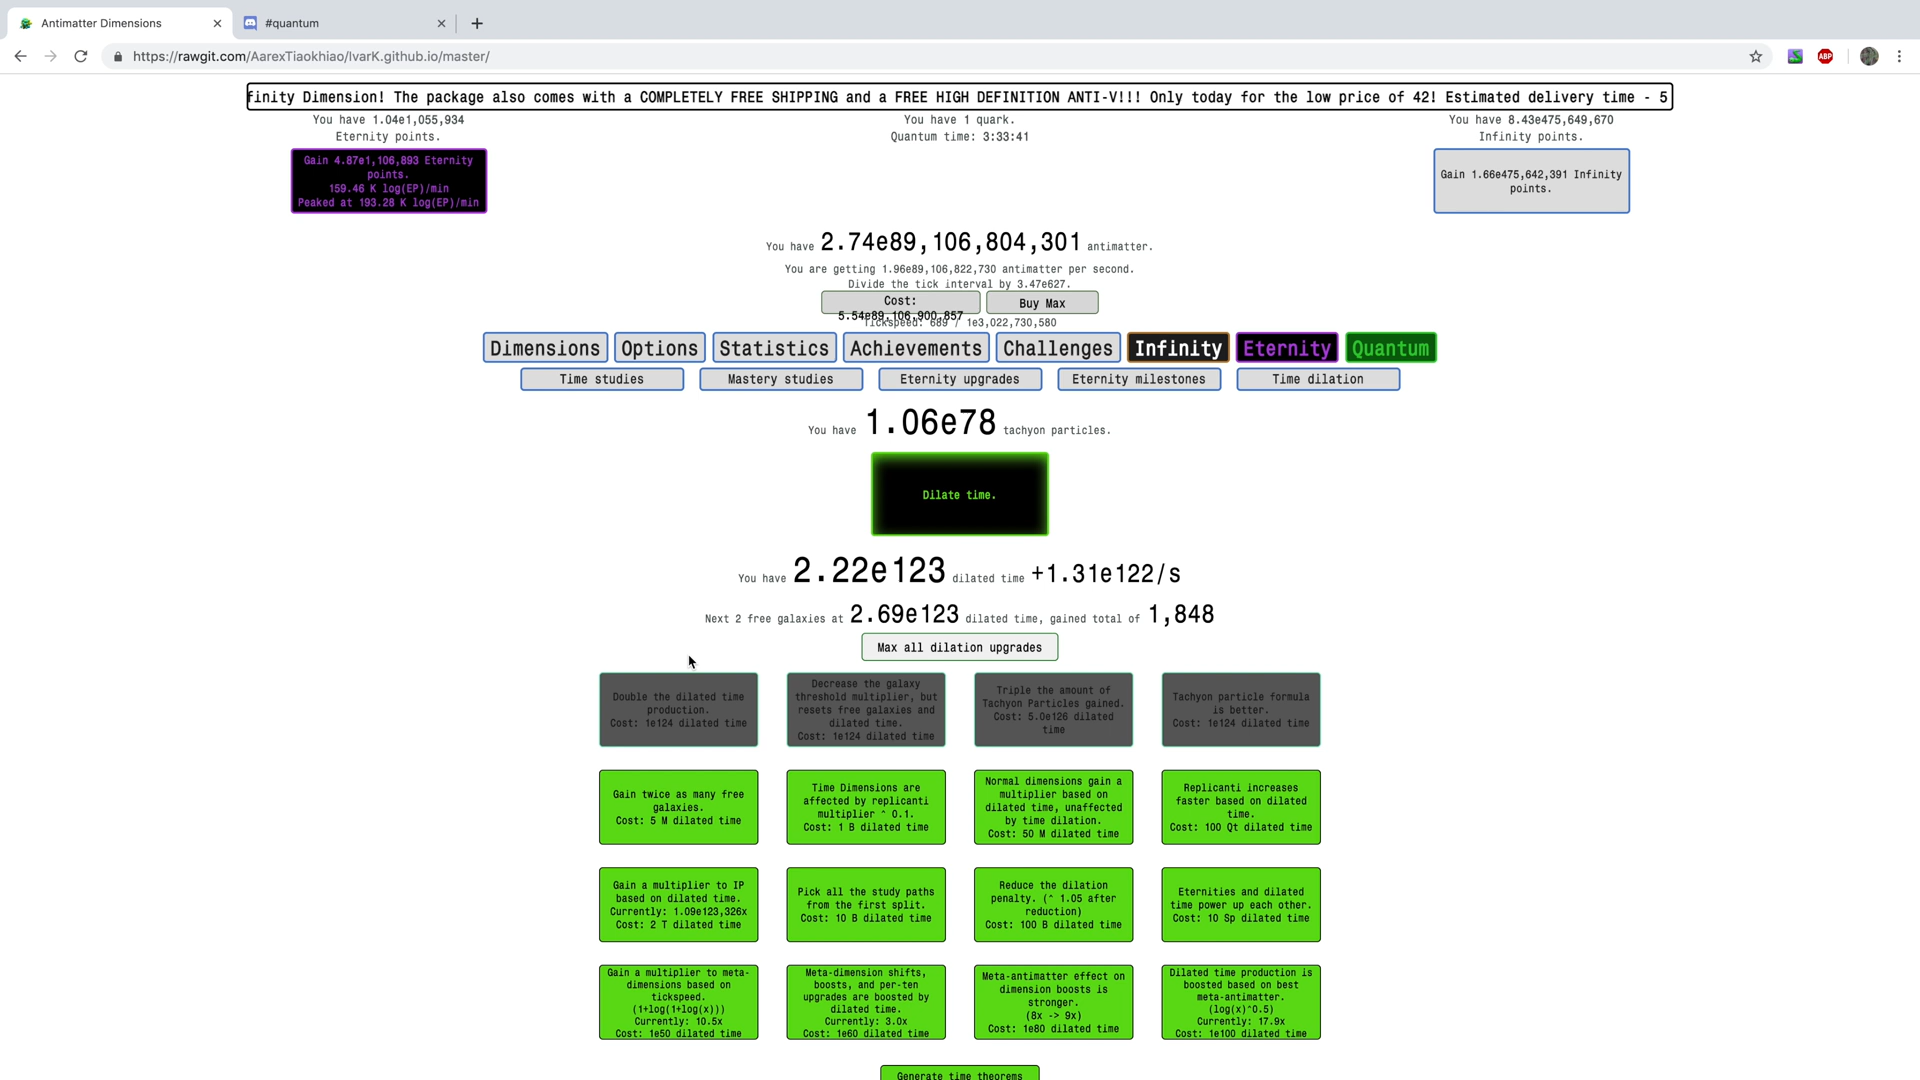 Antimatter Dimensions
#quantum
https://rawgit.com/AarexTiaokhiao/IvarK.github.io/master/
ABP
finity Dimension! The package also comes with a COMPLETELY FREE SHIPPING and a FREE HIGH DEFINITION ANTI-V!!! Only today for the low price of 42! Estimated delivery time - 5
You have 1.04e1,055,934
Eternity points.
You have 1 quark.
Quantum time: 3:33:41
You have 8.43e475,649,670
Infinity points.
Gain 4.87e1,106,893 Eternity
points.
159.46 K log(EP)/min
Peaked at 193.28 K log(EP)/min
Gain 1.66e475,642,391 Infinity
points.
You have 2.74e89,106,804,301 antimatter.
You are getting 1.96e89,106,822,730 antimatter per second.
Divide the tick interval by 3.47e627.
Cost:
5.54e89,106,900,857
Buy Max
Tickspeed: 689 / 1e3,022,730,580
Dimensions
Options
Statistics
Achievements
Challenges
Infinity
Eternity
Quantum
Time studies
Mastery studies
Eternity upgrades
Eternity milestones
Time dilation
You have 1.06e78 tachyon particles.
Dilate time.
You have 2.22e123 dilated time +1.31e122/s
Next 2 free galaxies at 2.69e123 dilated time, gained total of 1,848
Max all dilation upgrades
Double the dilated time
production.
Cost: 1e124 dilated time
Decrease the galaxy
threshold multiplier, but
resets free galaxies and
dilated time.
Cost: 1e124 dilated time
Triple the amount of
Tachyon Particles gained.
Cost: 5.0e126 dilated
time
Tachyon particle formula
is better.
Cost: 1e124 dilated time
Gain twice as many free
galaxies.
Cost: 5 M dilated time
Time Dimensions are
affected by replicanti
multiplier ^ 0.1.
Cost: 1 B dilated time
Normal dimensions gain a
multiplier based on
dilated time, unaffected
by time dilation.
Cost: 50 M dilated time
Replicanti increases
faster based on dilated
time.
Cost: 100 Qt dilated time
Gain a multiplier to IP
based on dilated time.
Currently: 1.09e123,326x
Cost: 2 T dilated time
Pick all the study paths
from the first split.
Cost: 10 B dilated time
Reduce the dilation
penalty. (^ 1.05 after
reduction)
Cost: 100 B dilated time
Eternities and dilated
time power up each other.
Cost: 10 Sp dilated time
Gain a multiplier to meta-
dimensions based on
tickspeed.
(1+log(1+log(x)))
Currently: 10.5x
Cost: 1e50 dilated time
Meta-dimension shifts,
boosts, and per-ten
upgrades are boosted by
dilated time.
Currently: 3.0x
Cost: 1e60 dilated time
Meta-antimatter effect on
dimension boosts is
stronger.
(8x -> 9x)
Cost: 1e80 dilated time
Dilated time production is
boosted based on best
meta-antimatter.
(log(x)^0.5)
Currently: 17.9x
Cost: 1e100 dilated time
Generate time theorems